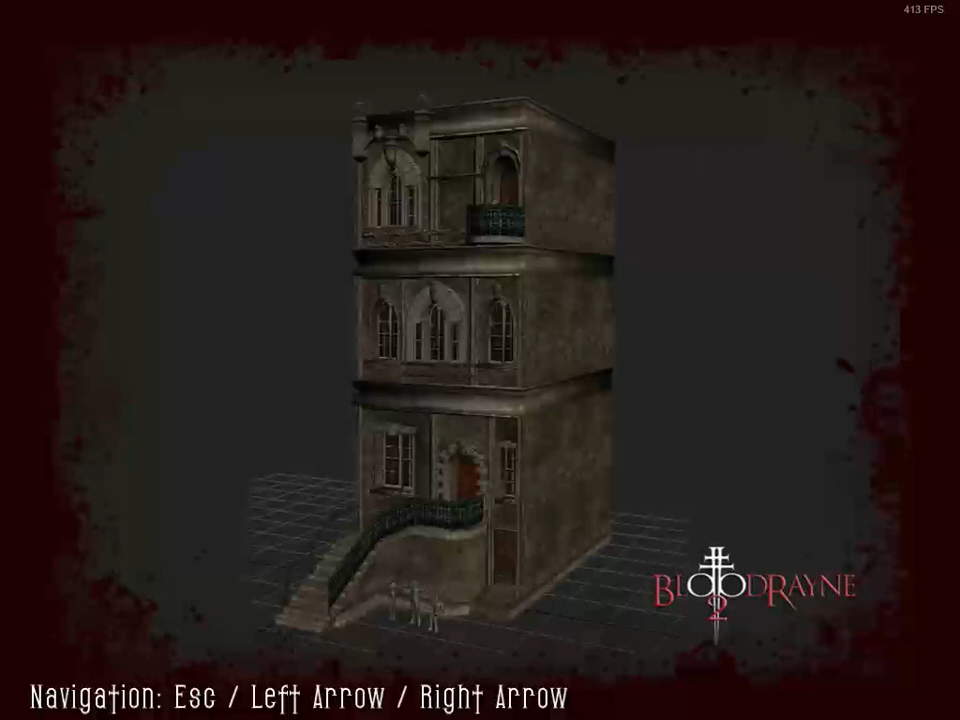 413 FPS
BLOODRAYNE
2
Navigation: Esc / Left Arrow / Right Arrow